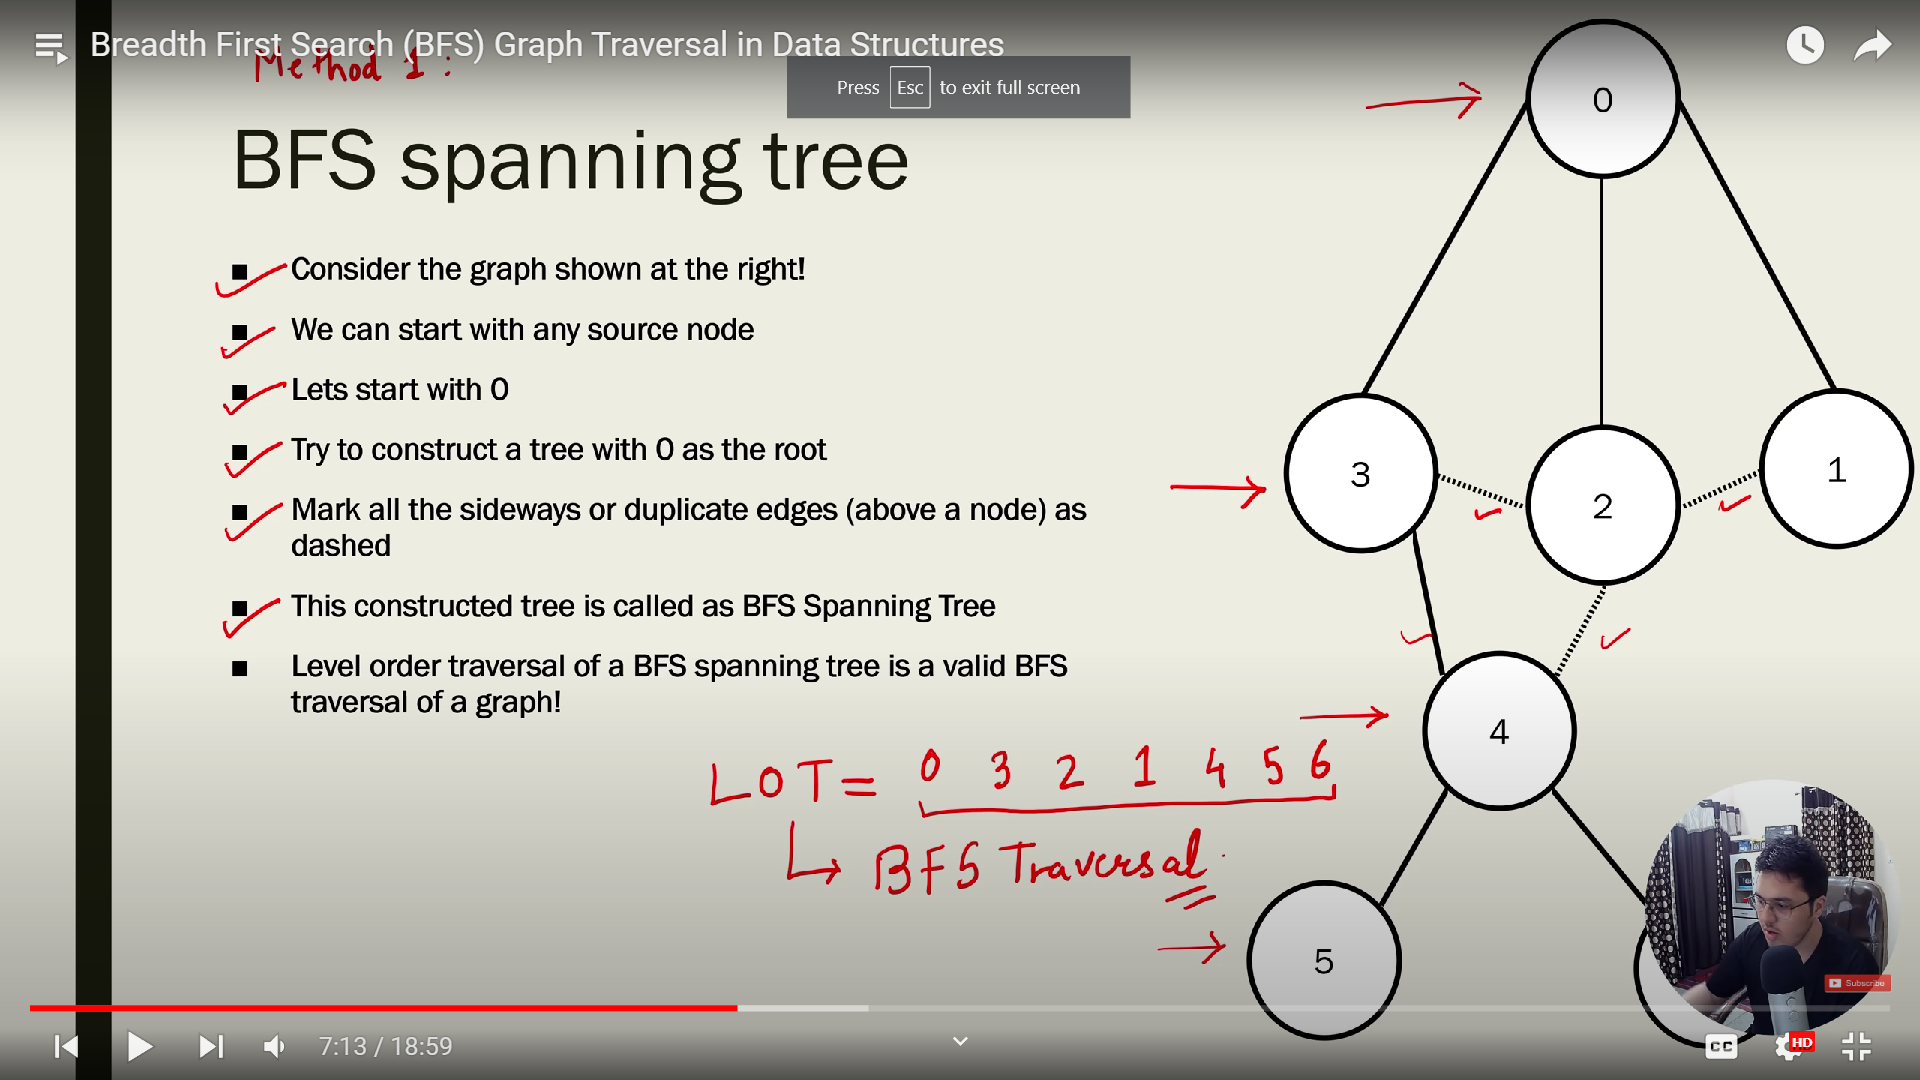 Breadth First Search (BFS) Graph Traversal in Data Structures
Method 1 :
Press Esc to exit full screen
BFS spanning tree
Consider the graph shown at the right!
We can start with any source node
Lets start with 0
Try to construct a tree with 0 as the root
Mark all the sideways or duplicate edges (above a node) as
dashed
This constructed tree is called as BFS Spanning Tree
Level order traversal of a BFS spanning tree is a valid BFS
traversal of a graph!
LOT = 0 3 2 1 4 5 6
BFS Traversal
0
3
2
1
4
5
Subscribe
7:13 / 18:59
CC
HD